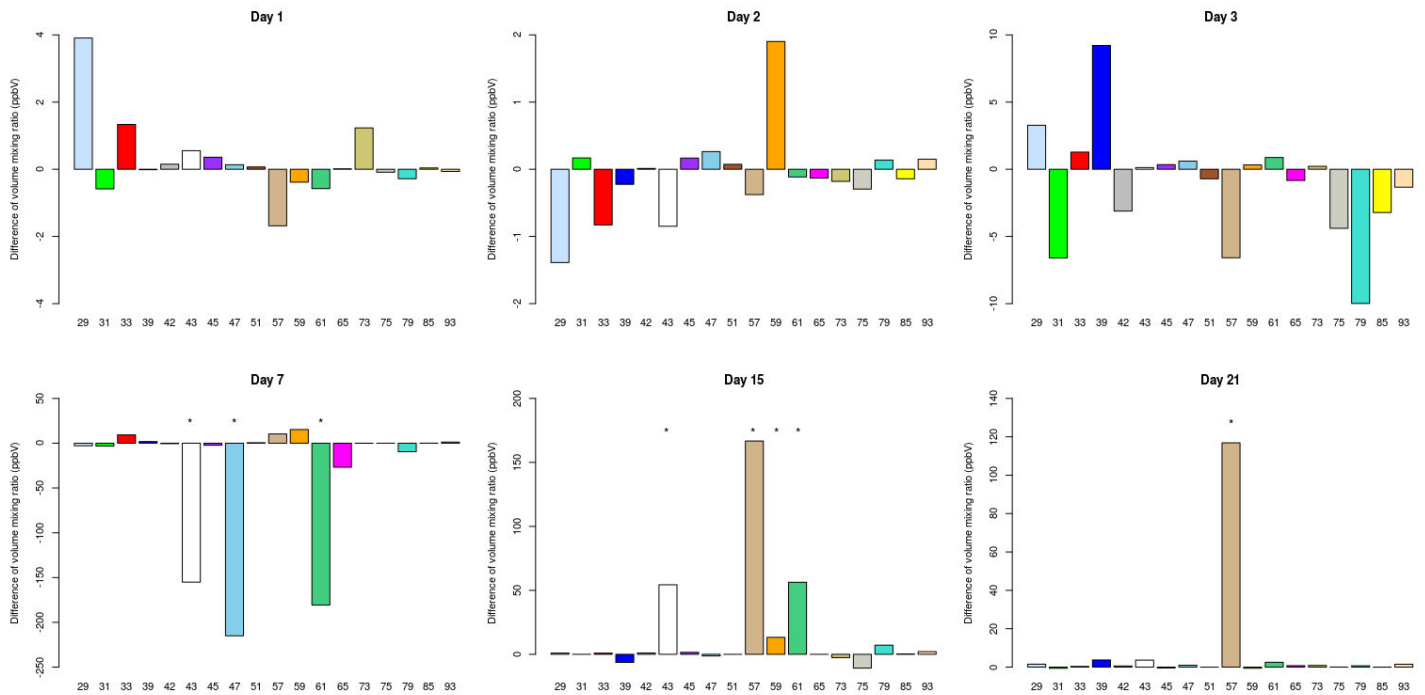 Day 1
Difference of volume mixing ratio (ppbV)
4
2
0
-2
-4
29 31 33 39 42 43 45 47 51 57 59 61 65 73 75 79 85 93
Day 2
Difference of volume mixing ratio (ppbV)
2
1
0
-1
-2
29 31 33 39 42 43 45 47 51 57 59 61 65 73 75 79 85 93
Day 3
Difference of volume mixing ratio (ppbV)
10
5
0
-5
-10
29 31 33 39 42 43 45 47 51 57 59 61 65 73 75 79 85 93
Day 7
Difference of volume mixing ratio (ppbV)
50
0
-50
-100
-150
-200
-250
* * *
29 31 33 39 42 43 45 47 51 57 59 61 65 73 75 79 85 93
Day 15
Difference of volume mixing ratio (ppbV)
200
150
100
50
0
* * * *
29 31 33 39 42 43 45 47 51 57 59 61 65 73 75 79 85 93
Day 21
Difference of volume mixing ratio (ppbV)
140
120
100
80
60
40
20
0
*
29 31 33 39 42 43 45 47 51 57 59 61 65 73 75 79 85 93